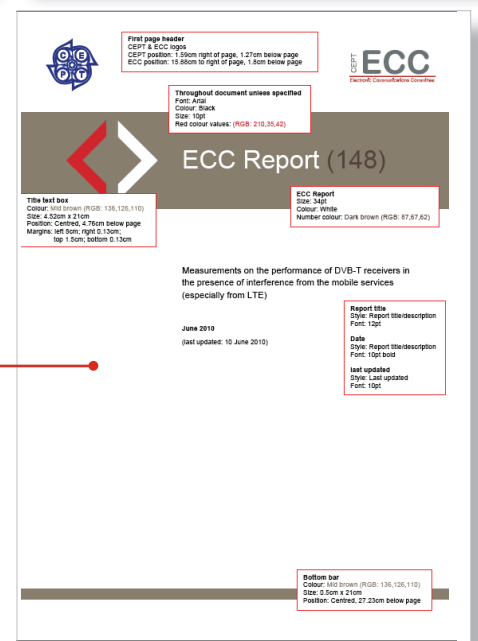 First page header
CEPT & ECC logos
CEPT position: 1.59cm right of page, 1.27cm below page
ECC position: 15.88cm to right of page, 1.8cm below page
C E
P T
CEPT
ECC
Electronic Communications Committee
Throughout document unless specified
Font: Arial
Colour: Black
Size: 10pt
Red colour values: (RGB: 210,35,42)
ECC Report (148)
Title text box
Colour: Mid brown (RGB: 136,126,110)
Size: 4.52cm x 21cm
Position: Centred, 4.76cm below page
Margins: left 8cm; right 0.13cm;
top 1.5cm; bottom 0.13cm
ECC Report
Size: 34pt
Colour: White
Number colour: Dark brown (RGB: 87,67,62)
Measurements on the performance of DVB-T receivers in
the presence of interference from the mobile services
(especially from LTE)
June 2010
(last updated: 10 June 2010)
Report title
Style: Report title/description
Font: 12pt
Date
Style: Report title/description
Font: 10pt bold
last updated
Style: Last updated
Font: 10pt
Bottom bar
Colour: Mid brown (RGB: 136,126,110)
Size: 0.5cm x 21cm
Position: Centred, 27.23cm below page